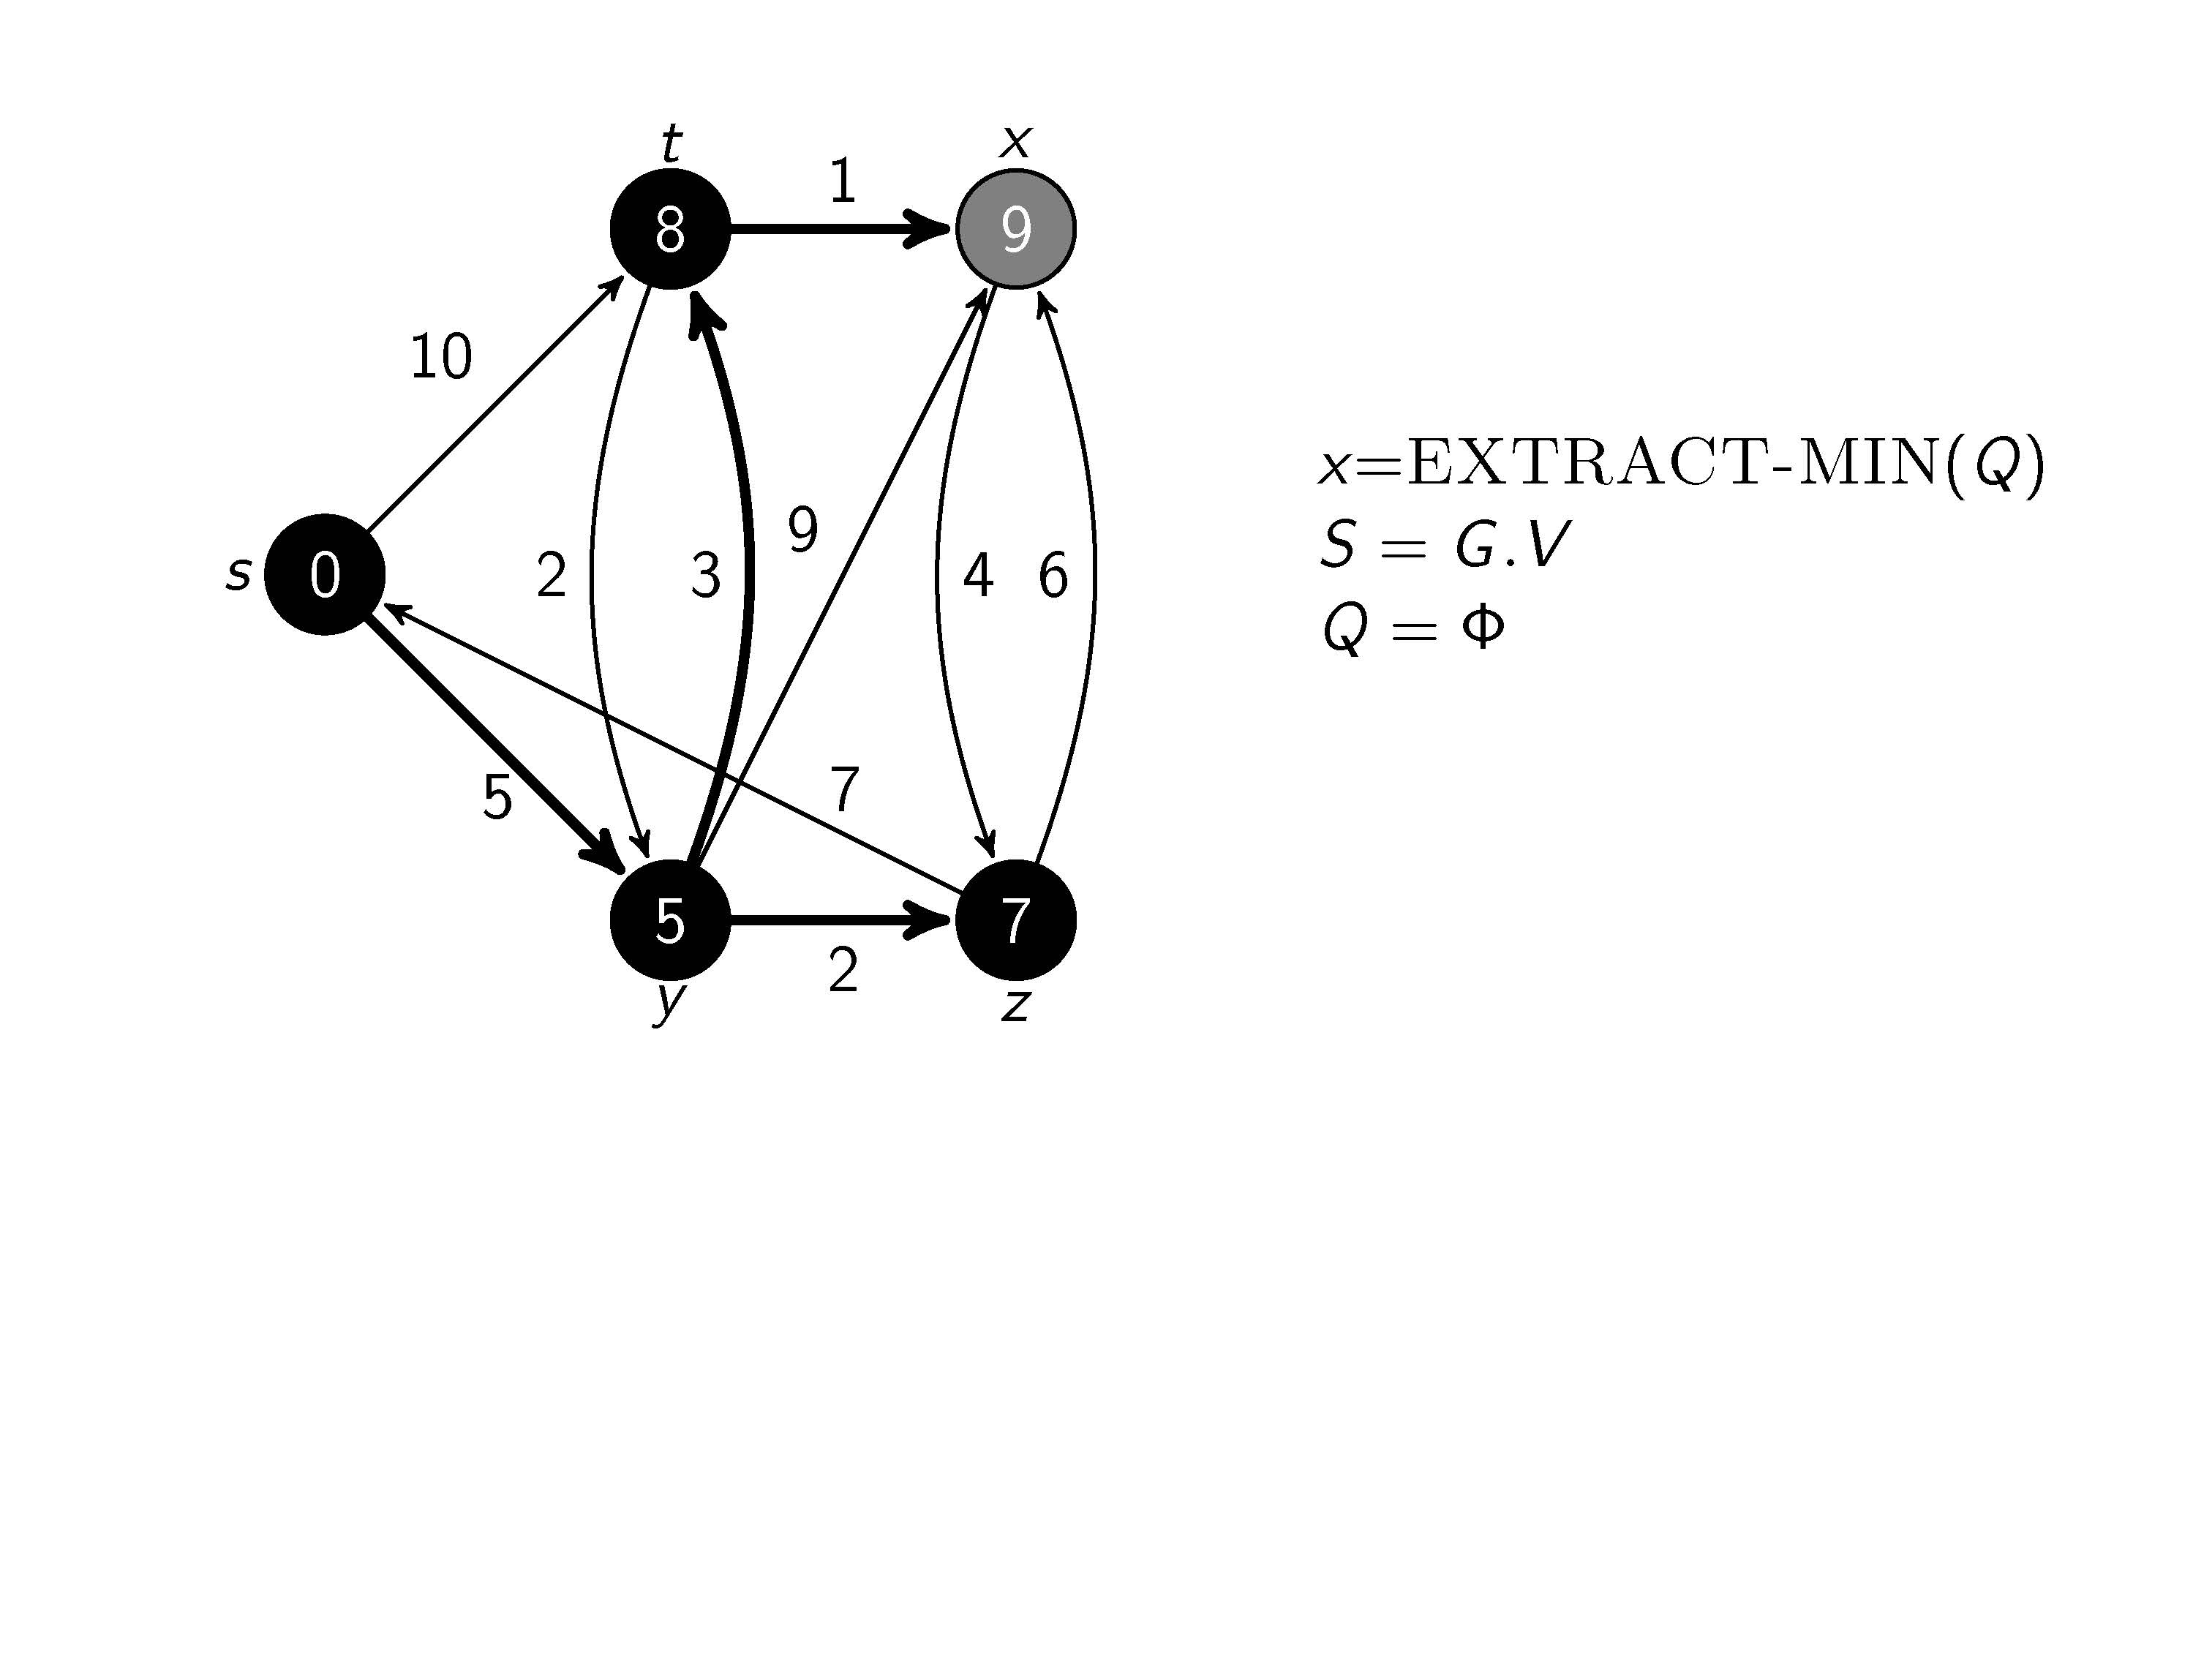 t
x
1
8
9
10
x=EXTRACT-MIN(Q)
S = G.V
Q = Φ
9
s
0
2
3
4
6
5
7
5
7
2
y
z